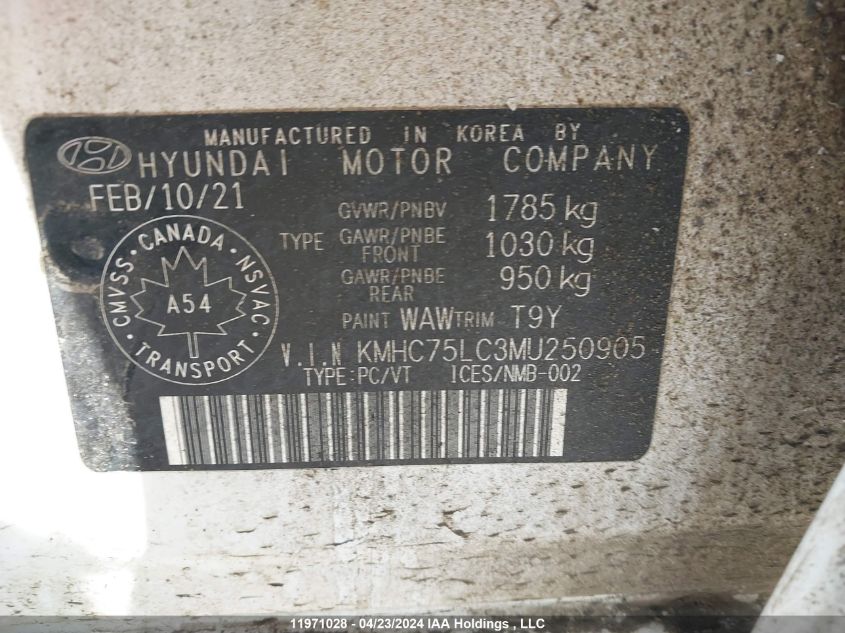 MANUFACTURED IN KOREA BY
HYUNDAI MOTOR COMPANY
FEB/10/21
GVWR/PNBV 1785 kg
TYPE GAWR/PNBE FRONT 1030 kg
GAWR/PNBE REAR 950 kg
PAINT WAW TRIM T9Y
CMVSS · CANADA · NSVAC · TRANSPORT ·
A54
V.I.N KMHC75LC3MU250905
TYPE:PC/VT ICES/NMB-002
11971028 - 04/23/2024 IAA Holdings , LLC